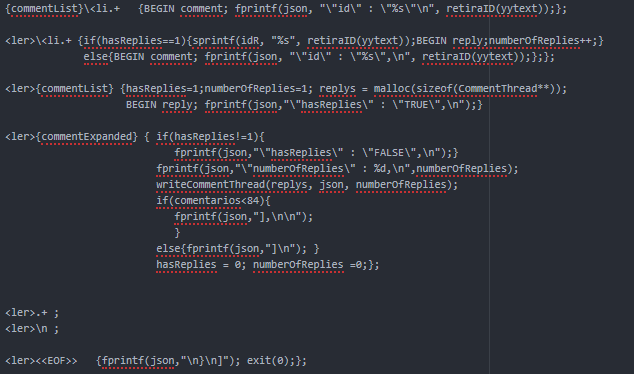 {commentList}\<li.+   {BEGIN comment; fprintf(json, "\"id\" : \"%s\"\n", retiraID(yytext));};
<ler>\<li.+ {if(hasReplies==1){sprintf(idR, "%s", retiraID(yytext));BEGIN reply;numberOfReplies++;}
else{BEGIN comment; fprintf(json, "\"id\" : \"%s\",\n", retiraID(yytext));};};
<ler>{commentList} {hasReplies=1;numberOfReplies=1; replys = malloc(sizeof(CommentThread**));
BEGIN reply; fprintf(json,"\"hasReplies\" : \"TRUE\",\n");}
<ler>{commentExpanded} { if(hasReplies!=1){
fprintf(json,"\"hasReplies\" : \"FALSE\",\n");}
fprintf(json,"\"numberOfReplies\" : %d,\n",numberOfReplies);
writeCommentThread(replys, json, numberOfReplies);
if(comentarios<84){
fprintf(json,"],\n\n");
}
else{fprintf(json,"]\n"); }
hasReplies = 0; numberOfReplies =0;};
<ler>.+ ;
<ler>\n ;
<ler><<EOF>>   {fprintf(json,"\n}\n]"); exit(0);};